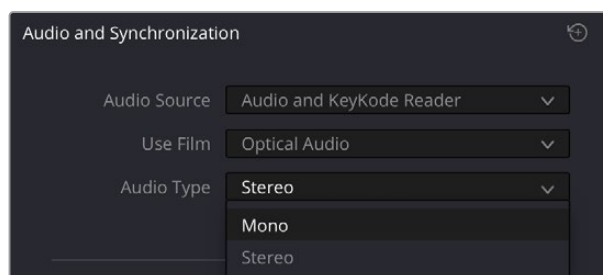 Audio and Synchronization
Audio Source Audio and KeyKode Reader
Use Film Optical Audio
Audio Type Stereo
Mono
Stereo